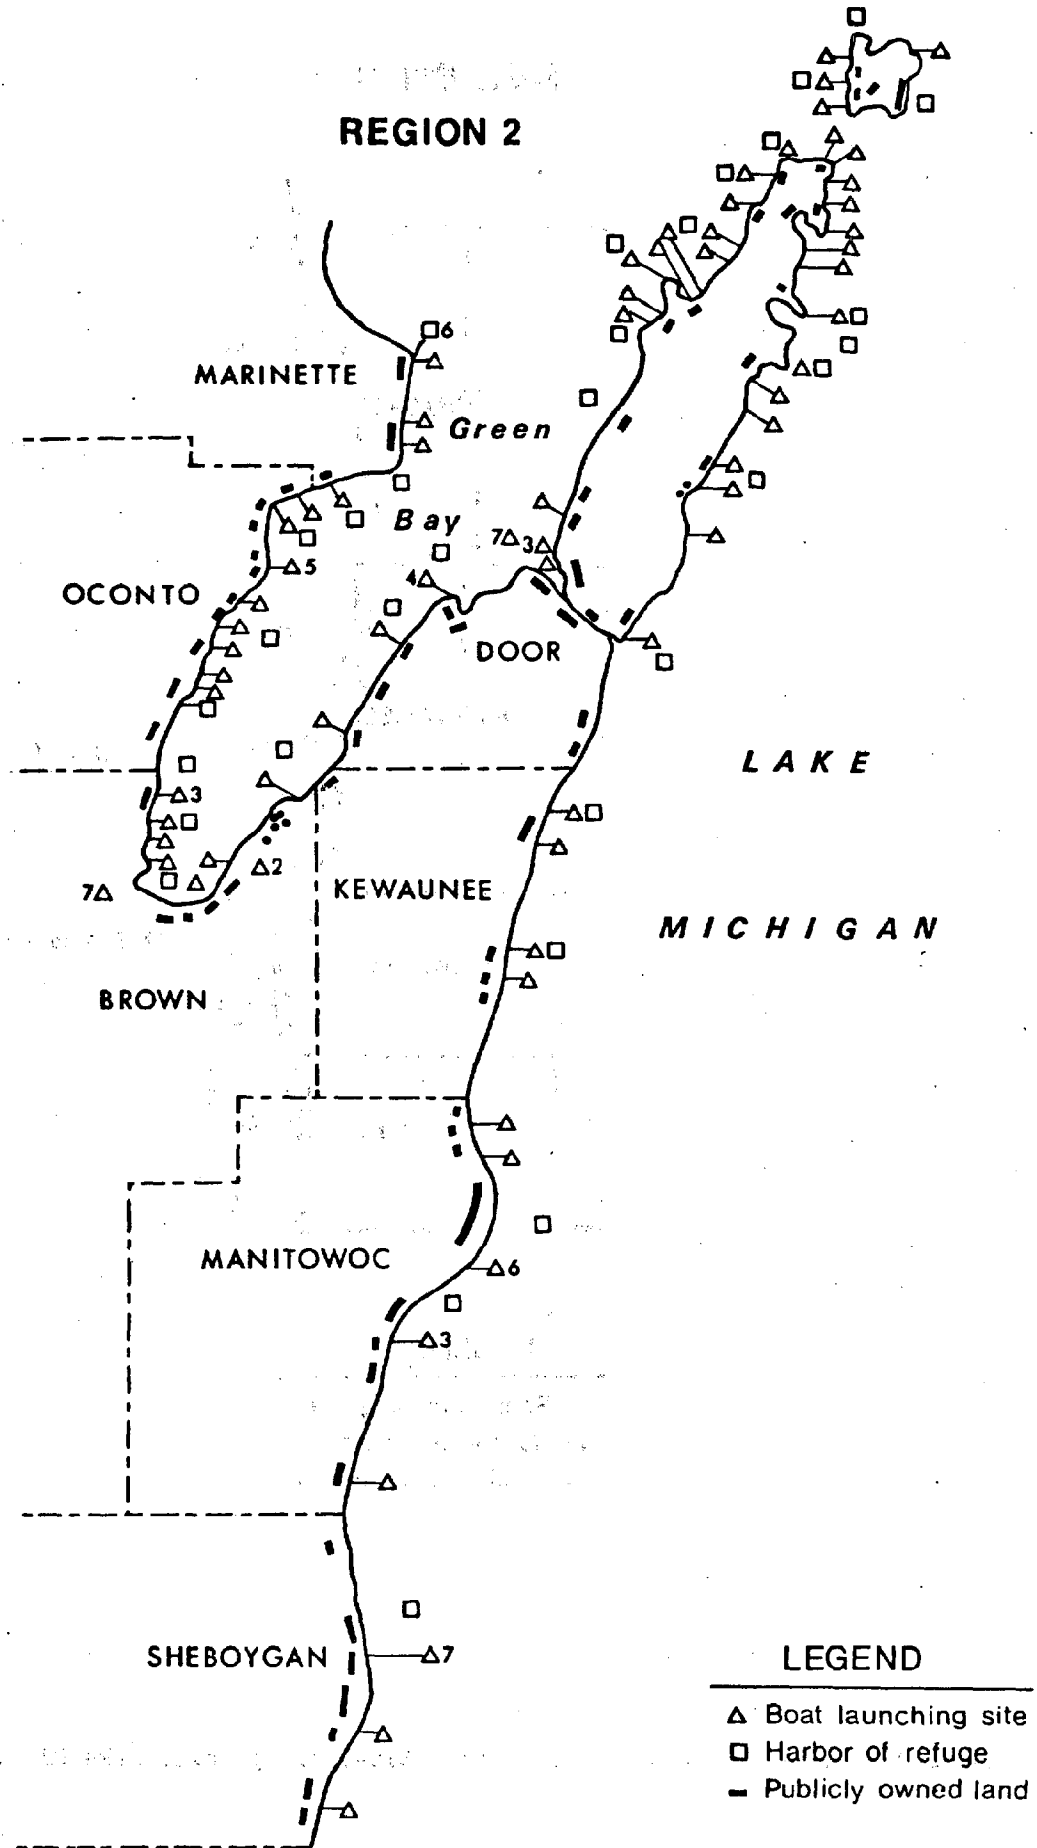 REGION 2
6
MARINETTE
Green
Bay
7
3
5
4
OCONTO
DOOR
LAKE
3
2
7
KEWAUNEE
MICHIGAN
BROWN
MANITOWOC
6
3
SHEBOYGAN
7
LEGEND
Boat launching site
Harbor of refuge
Publicly owned land